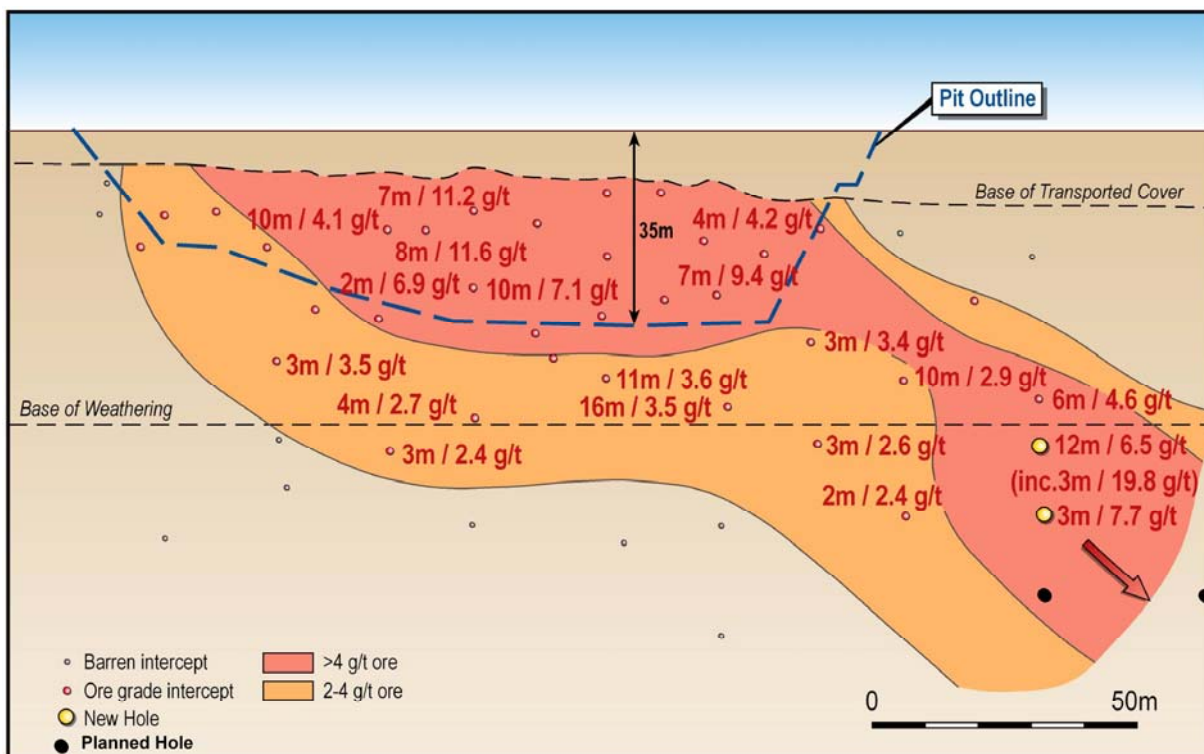 Pit Outline
Base of Transported Cover
35m
7m / 11.2 g/t
10m / 4.1 g/t
4m / 4.2 g/t
8m / 11.6 g/t
7m / 9.4 g/t
2m / 6.9 g/t
10m / 7.1 g/t
3m / 3.4 g/t
3m / 3.5 g/t
11m / 3.6 g/t
10m / 2.9 g/t
4m / 2.7 g/t
16m / 3.5 g/t
6m / 4.6 g/t
Base of Weathering
3m / 2.4 g/t
3m / 2.6 g/t
12m / 6.5 g/t
(inc.3m / 19.8 g/t)
2m / 2.4 g/t
3m / 7.7 g/t
Barren intercept
>4 g/t ore
Ore grade intercept
2-4 g/t ore
New Hole
Planned Hole
0
50m